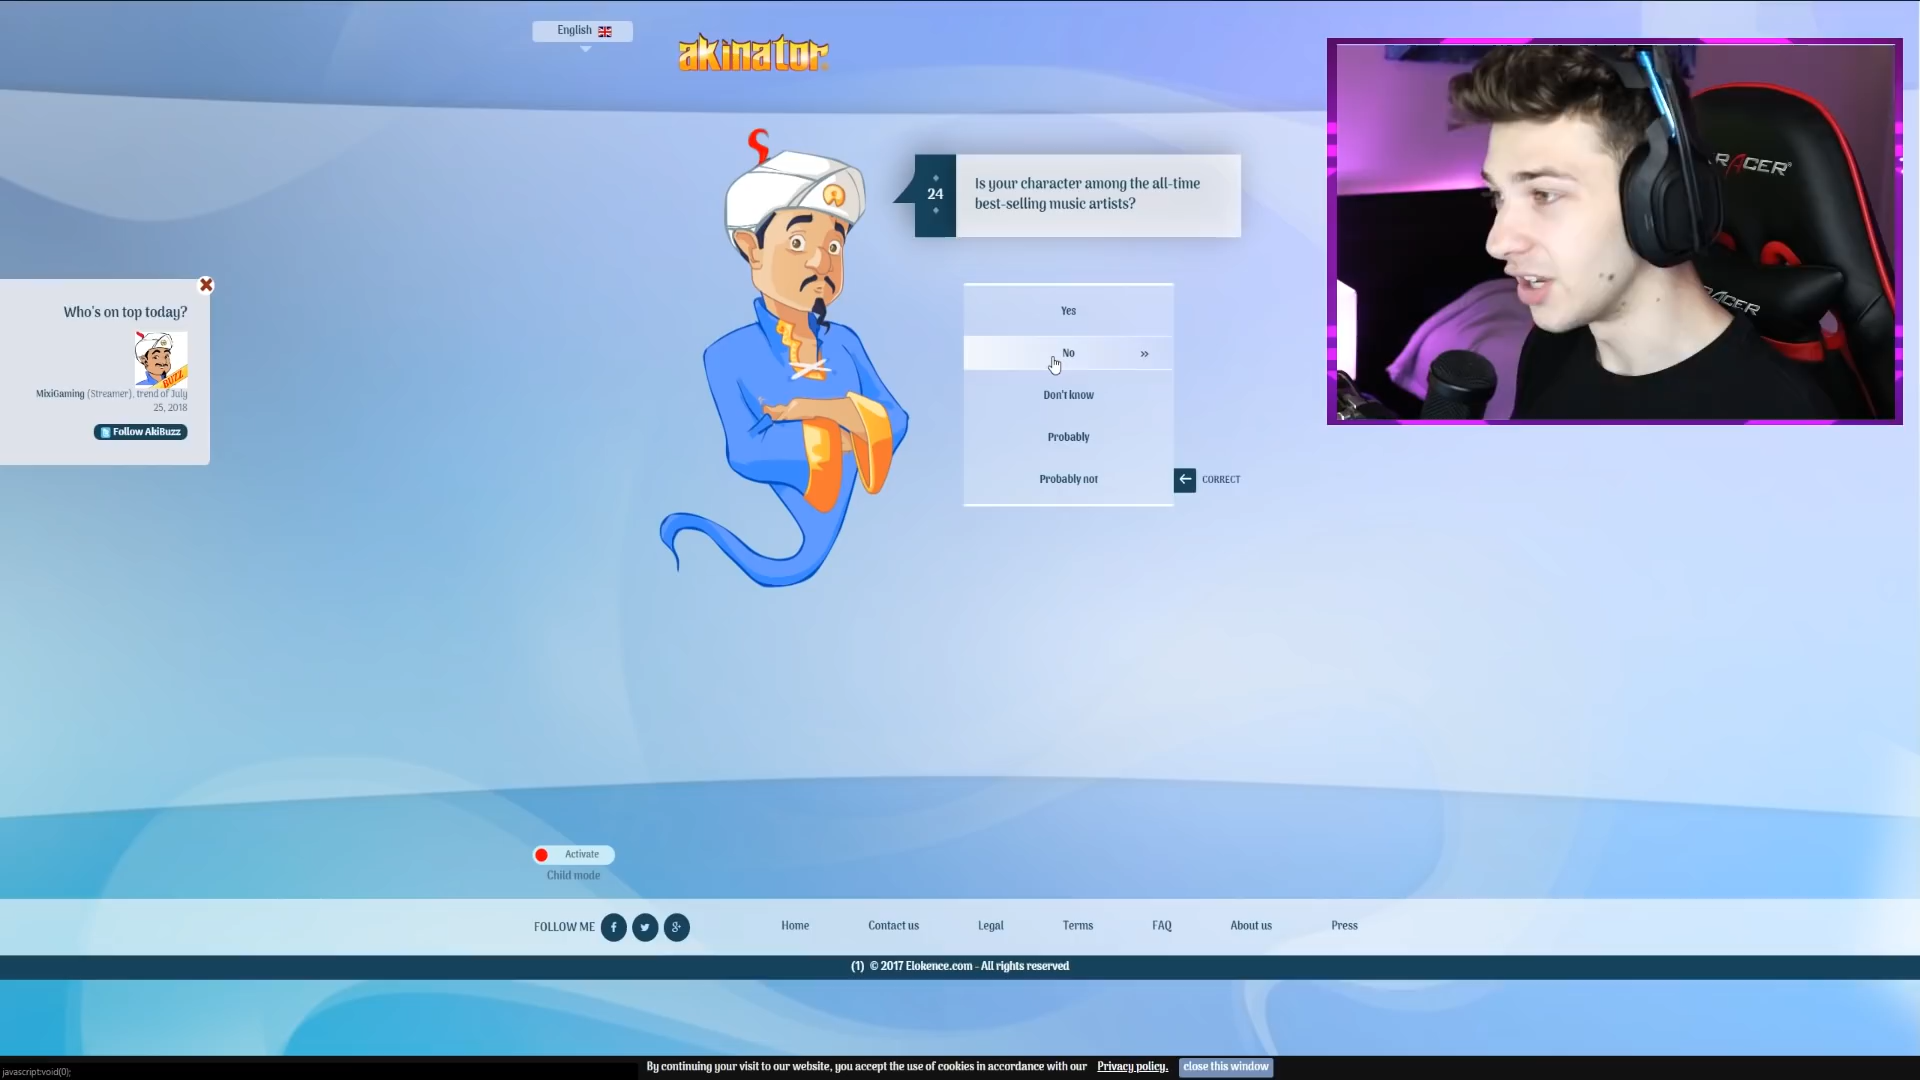 English
akinator
24
Is your character among the all-time
best-selling music artists?
Yes
No
Don't know
Probably
Probably not
CORRECT
Who's on top today?
BUZZ
MixiGaming (Streamer), trend of July
25, 2018
Follow AkiBuzz
RACER
RACER
Activate
Child mode
FOLLOW ME
Home
Contact us
Legal
Terms
FAQ
About us
Press
(1) © 2017 Elokence.com - All rights reserved
By continuing your visit to our website, you accept the use of cookies in accordance with our Privacy policy. close this window
javascript:void(0);